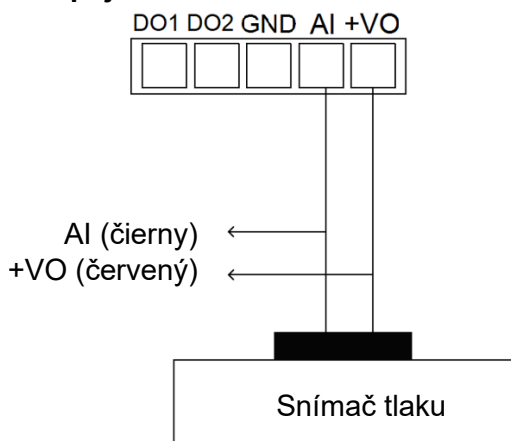 DO1 DO2 GND AI +VO
AI (čierny)
+VO (červený)
Snímač tlaku